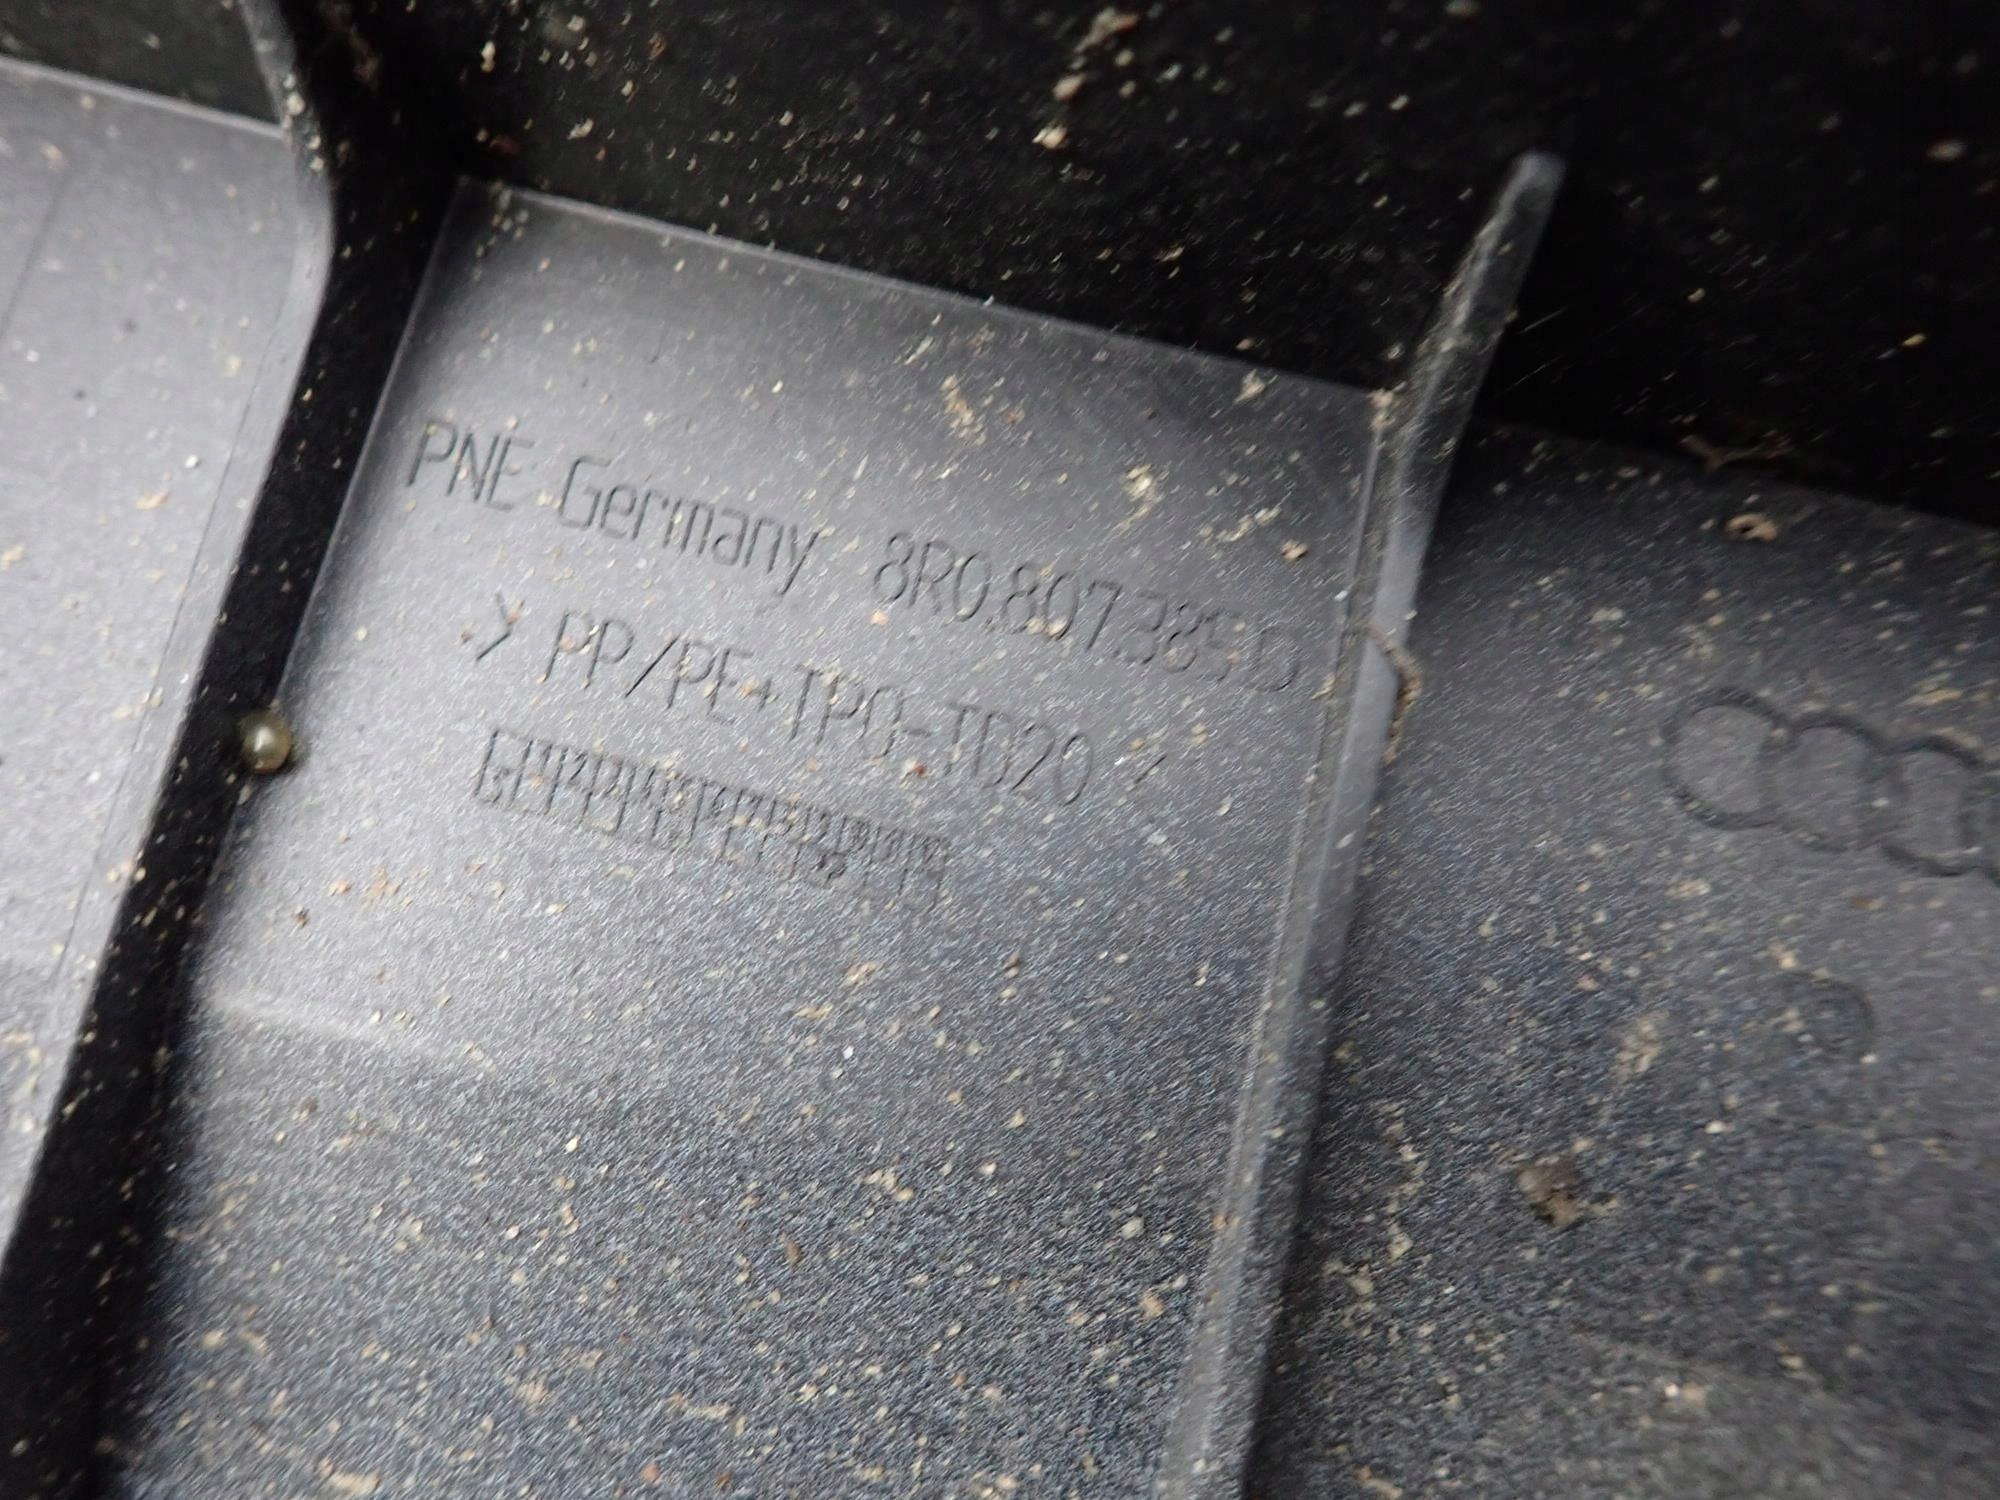 PNE Germany 8R0.807.385.D
> PP/PE+TPO-TD20 <